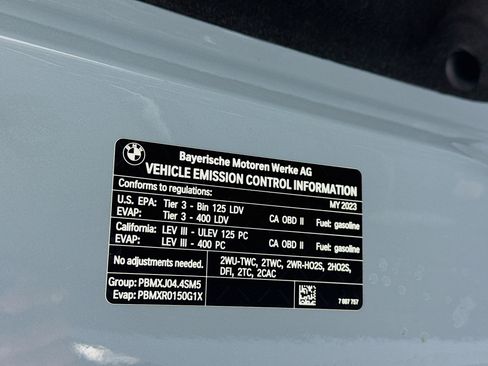 BMW
Bayerische Motoren Werke AG
VEHICLE EMISSION CONTROL INFORMATION
Conforms to regulations: MY 2023
U.S. EPA: Tier 3 - Bin 125 LDV
EVAP: Tier 3 - 400 LDV CA OBD II Fuel: gasoline
California: LEV III - ULEV 125 PC
EVAP: LEV III - 400 PC CA OBD II Fuel: gasoline
No adjustments needed. 2WU-TWC, 2TWC, 2WR-HO2S, 2HO2S,
DFI, 2TC, 2CAC
Group: PBMXJ04.4SM5
Evap: PBMXR0150G1X
7 887 757